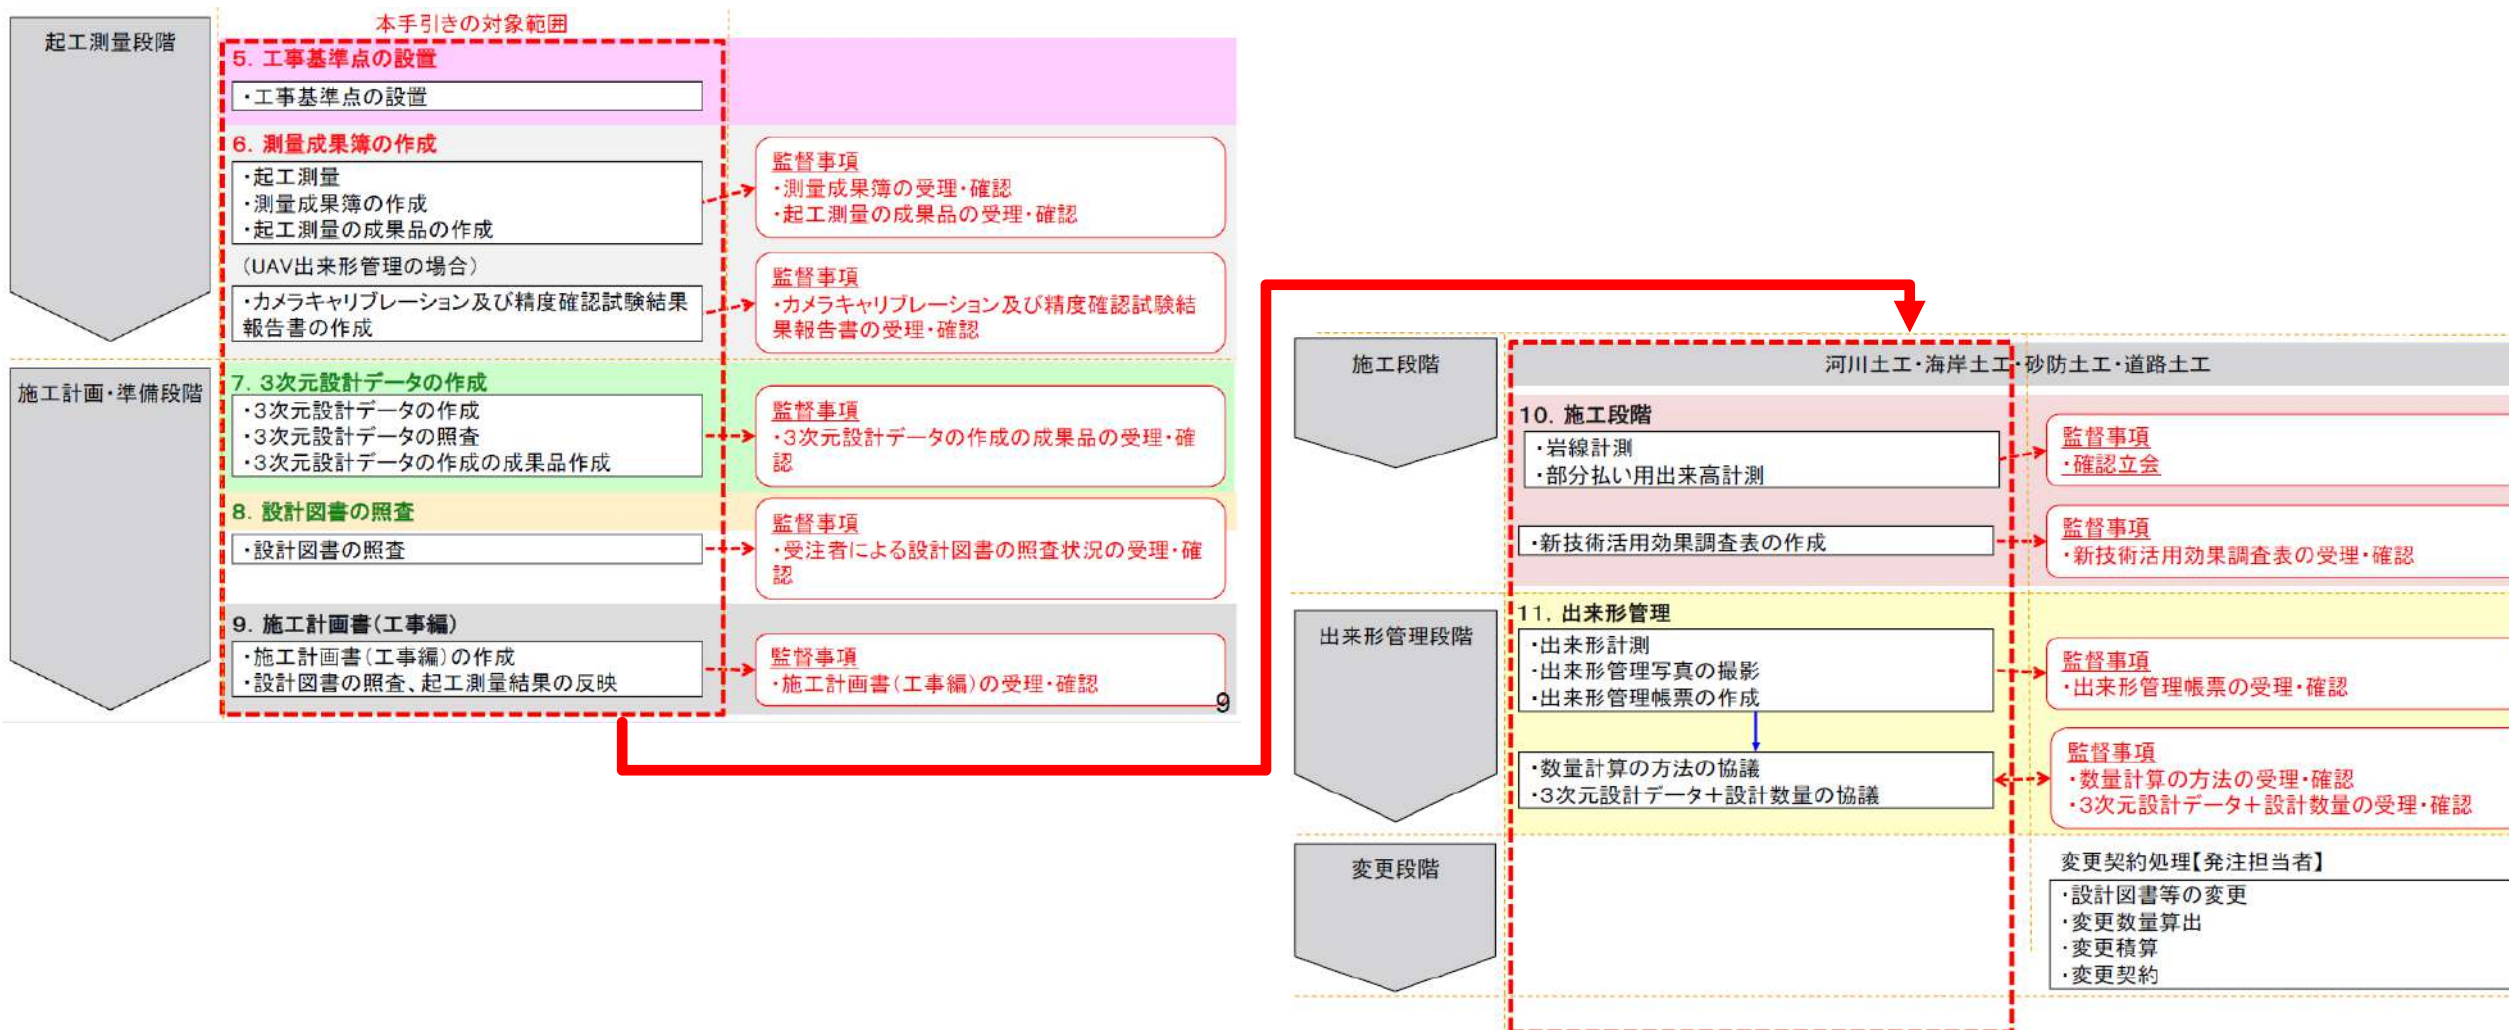 本手引きの対象範囲
起工測量段階
5. 工事基準点の設置
・工事基準点の設置
6. 測量成果簿の作成
・起工測量
・測量成果簿の作成
・起工測量の成果品の作成
監督事項
・測量成果簿の受理・確認
・起工測量の成果品の受理・確認
(UAV出来形管理の場合)
・カメラキャリブレーション及び精度確認試験結果
報告書の作成
監督事項
・カメラキャリブレーション及び精度確認試験結
果報告書の受理・確認
施工計画・準備段階
7. 3次元設計データの作成
・3次元設計データの作成
・3次元設計データの照査
・3次元設計データの作成の成果品作成
監督事項
・3次元設計データの作成の成果品の受理・確
認
8. 設計図書の照査
・設計図書の照査
監督事項
・受注者による設計図書の照査状況の受理・確
認
9. 施工計画書(工事編)
・施工計画書(工事編)の作成
・設計図書の照査、起工測量結果の反映
監督事項
・施工計画書(工事編)の受理・確認
9
施工段階
河川土工・海岸土工・砂防土工・道路土工
10. 施工段階
・岩線計測
・部分払い用出来高計測
監督事項
・確認立会
・新技術活用効果調査表の作成
監督事項
・新技術活用効果調査表の受理・確認
出来形管理段階
11. 出来形管理
・出来形計測
・出来形管理写真の撮影
・出来形管理帳票の作成
監督事項
・出来形管理帳票の受理・確認
・数量計算の方法の協議
・3次元設計データ+設計数量の協議
監督事項
・数量計算の方法の受理・確認
・3次元設計データ+設計数量の受理・確認
変更段階
変更契約処理【発注担当者】
・設計図書等の変更
・変更数量算出
・変更積算
・変更契約